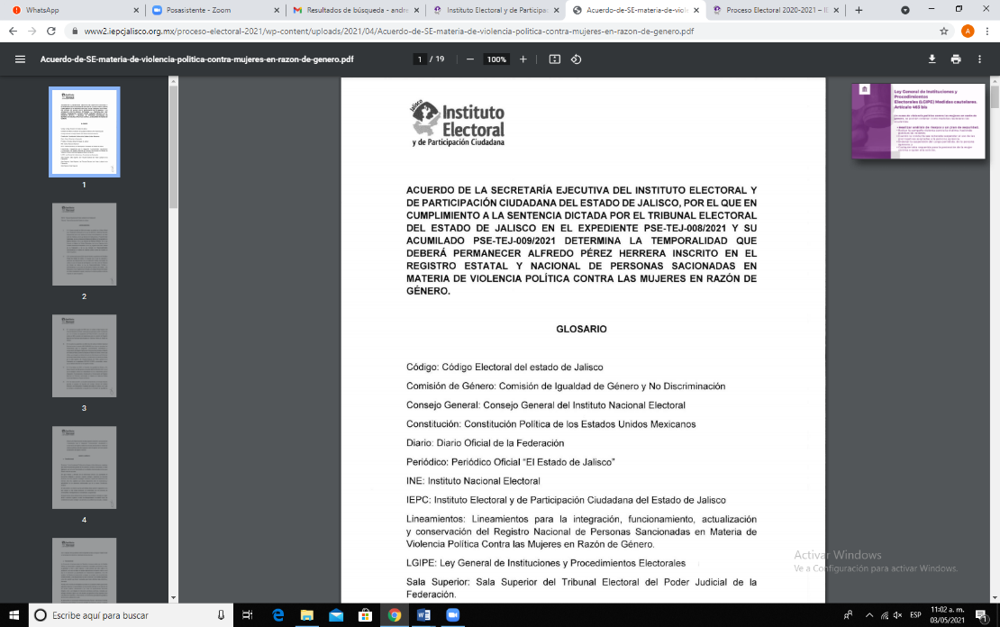 WhatsApp
Posasistente - Zoom
Resultados de búsqueda - andre
Instituto Electoral y de Participac
Acuerdo-de-SE-materia-de-viole
Proceso Electoral 2020-2021 – II
www2.iepcjalisco.org.mx/proceso-electoral-2021/wp-content/uploads/2021/04/Acuerdo-de-SE-materia-de-violencia-politica-contra-mujeres-en-razon-de-genero.pdf
A
Acuerdo-de-SE-materia-de-violencia-politica-contra-mujeres-en-razon-de-genero.pdf
1 / 19
100%
1
2
3
4
Jalisco
Instituto
Electoral
y de Participación Ciudadana
ACUERDO DE LA SECRETARÍA EJECUTIVA DEL INSTITUTO ELECTORAL Y
DE PARTICIPACIÓN CIUDADANA DEL ESTADO DE JALISCO, POR EL QUE EN
CUMPLIMIENTO A LA SENTENCIA DICTADA POR EL TRIBUNAL ELECTORAL
DEL ESTADO DE JALISCO EN EL EXPEDIENTE PSE-TEJ-008/2021 Y SU
ACUMILADO PSE-TEJ-009/2021 DETERMINA LA TEMPORALIDAD QUE
DEBERÁ PERMANECER ALFREDO PÉREZ HERRERA INSCRITO EN EL
REGISTRO ESTATAL Y NACIONAL DE PERSONAS SACIONADAS EN
MATERIA DE VIOLENCIA POLÍTICA CONTRA LAS MUJERES EN RAZÓN DE
GÉNERO.
GLOSARIO
Código: Código Electoral del estado de Jalisco
Comisión de Género: Comisión de Igualdad de Género y No Discriminación
Consejo General: Consejo General del Instituto Nacional Electoral
Constitución: Constitución Política de los Estados Unidos Mexicanos
Diario: Diario Oficial de la Federación
Periódico: Periódico Oficial “El Estado de Jalisco”
INE: Instituto Nacional Electoral
IEPC: Instituto Electoral y de Participación Ciudadana del Estado de Jalisco
Lineamientos: Lineamientos para la integración, funcionamiento, actualización
y conservación del Registro Nacional de Personas Sancionadas en Materia de
Violencia Política Contra las Mujeres en Razón de Género.
LGIPE: Ley General de Instituciones y Procedimientos Electorales
Sala Superior: Sala Superior del Tribunal Electoral del Poder Judicial de la
Federación.
Ley General de Instituciones y
Procedimientos
Electorales (LGIPE) Medidas cautelares.
Artículo 463 bis
Activar Windows
Ve a Configuración para activar Windows.
Escribe aquí para buscar
ESP
11:02 a. m.
03/05/2021
1